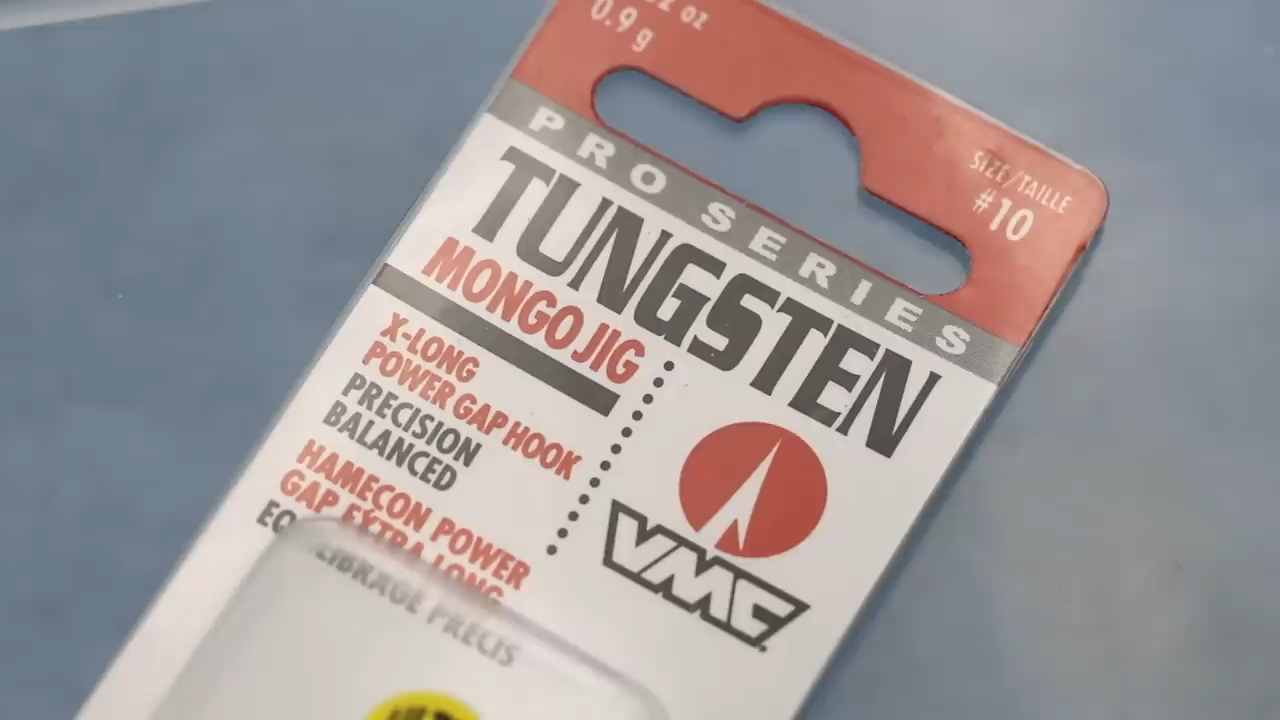 oz
0.9 g
SIZE/TAILLE
#10
PRO SERIES
TUNGSTEN
MONGO JIG
X-LONG
POWER GAP HOOK
PRECISION
BALANCED
HAMECON POWER
GAP EXTRA LONG
PRÉCIS
VMC